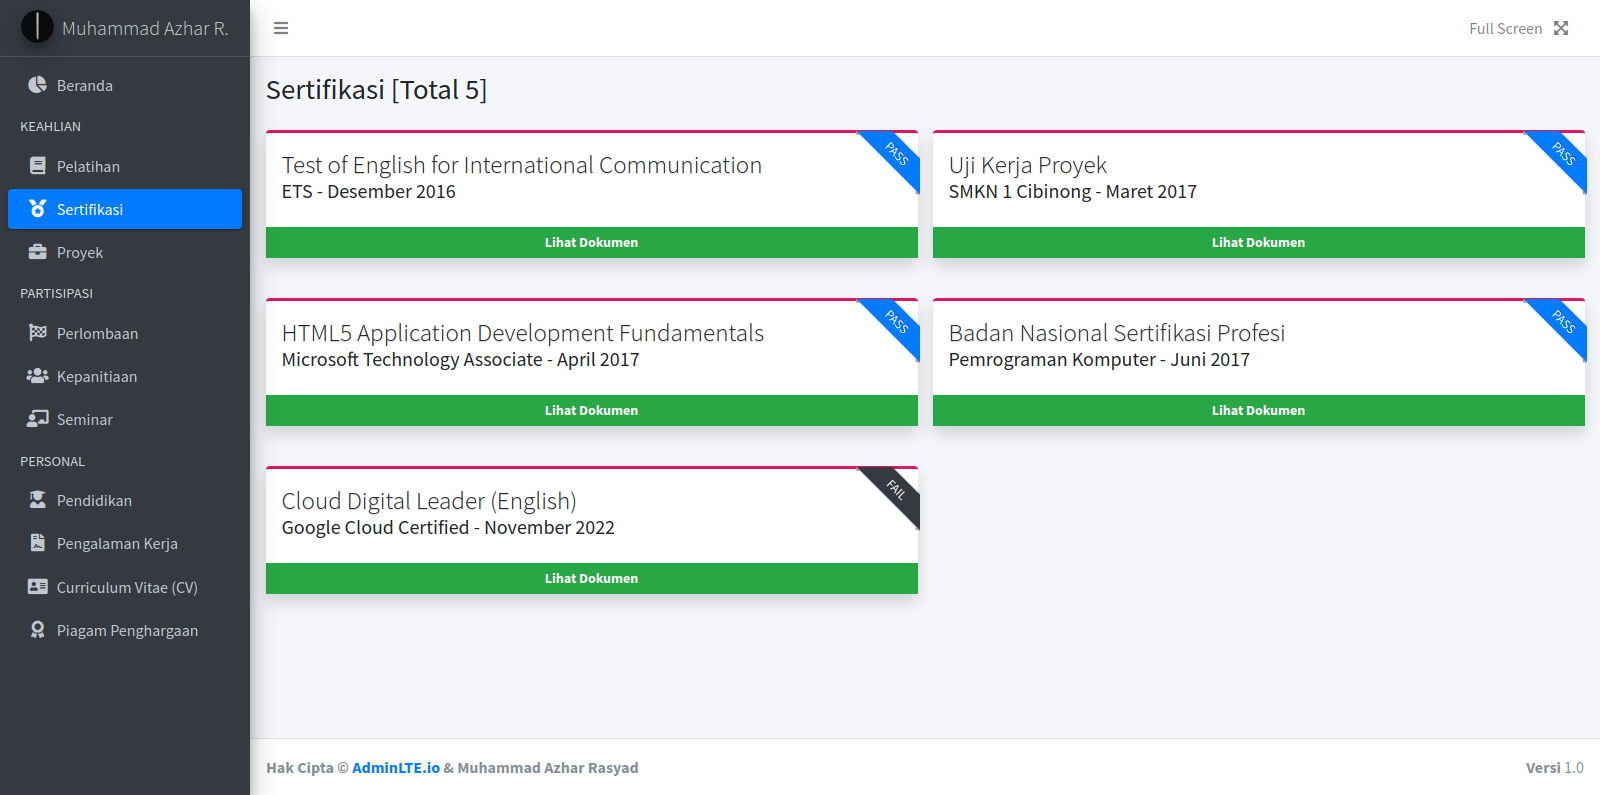 Muhammad Azhar R.
Full Screen
Beranda
KEAHLIAN
Pelatihan
Sertifikasi
Proyek
PARTISIPASI
Perlombaan
Kepanitiaan
Seminar
PERSONAL
Pendidikan
Pengalaman Kerja
Curriculum Vitae (CV)
Piagam Penghargaan
Sertifikasi [Total 5]
Test of English for International Communication
ETS - Desember 2016
PASS
Lihat Dokumen
Uji Kerja Proyek
SMKN 1 Cibinong - Maret 2017
PASS
Lihat Dokumen
HTML5 Application Development Fundamentals
Microsoft Technology Associate - April 2017
PASS
Lihat Dokumen
Badan Nasional Sertifikasi Profesi
Pemrograman Komputer - Juni 2017
PASS
Lihat Dokumen
Cloud Digital Leader (English)
Google Cloud Certified - November 2022
FAIL
Lihat Dokumen
Hak Cipta © AdminLTE.io & Muhammad Azhar Rasyad
Versi 1.0